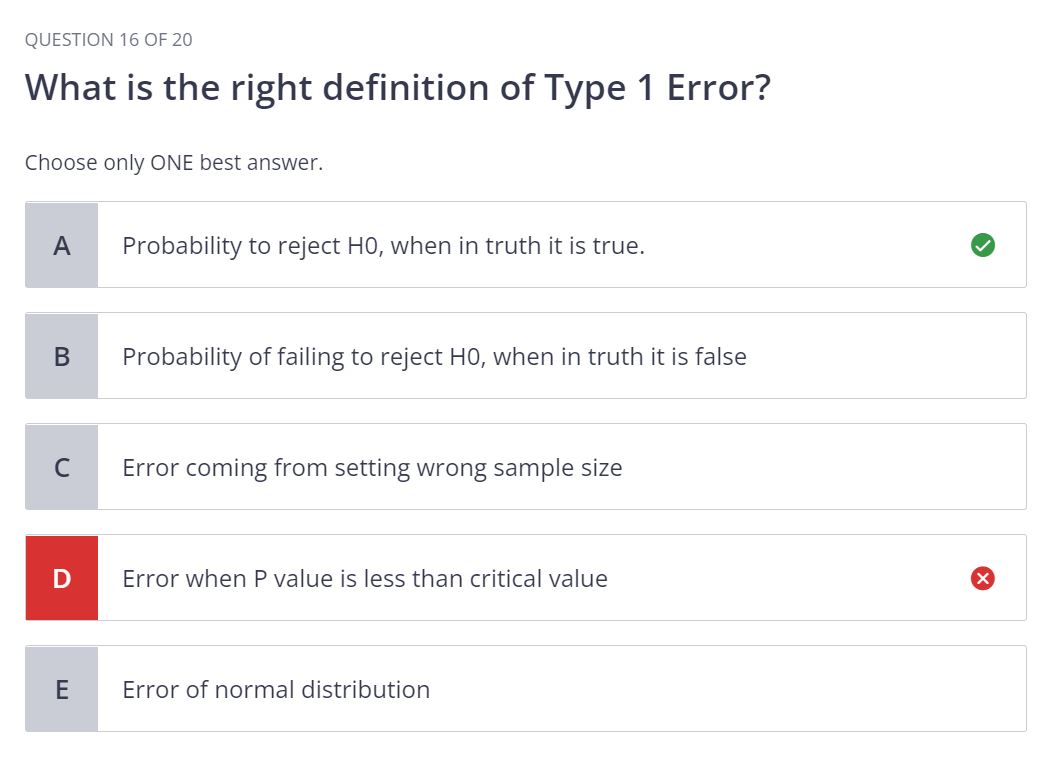 QUESTION 16 OF 20
What is the right definition of Type 1 Error?
Choose only ONE best answer.
A Probability to reject H0, when in truth it is true.
B Probability of failing to reject H0, when in truth it is false
C Error coming from setting wrong sample size
D Error when P value is less than critical value
E Error of normal distribution